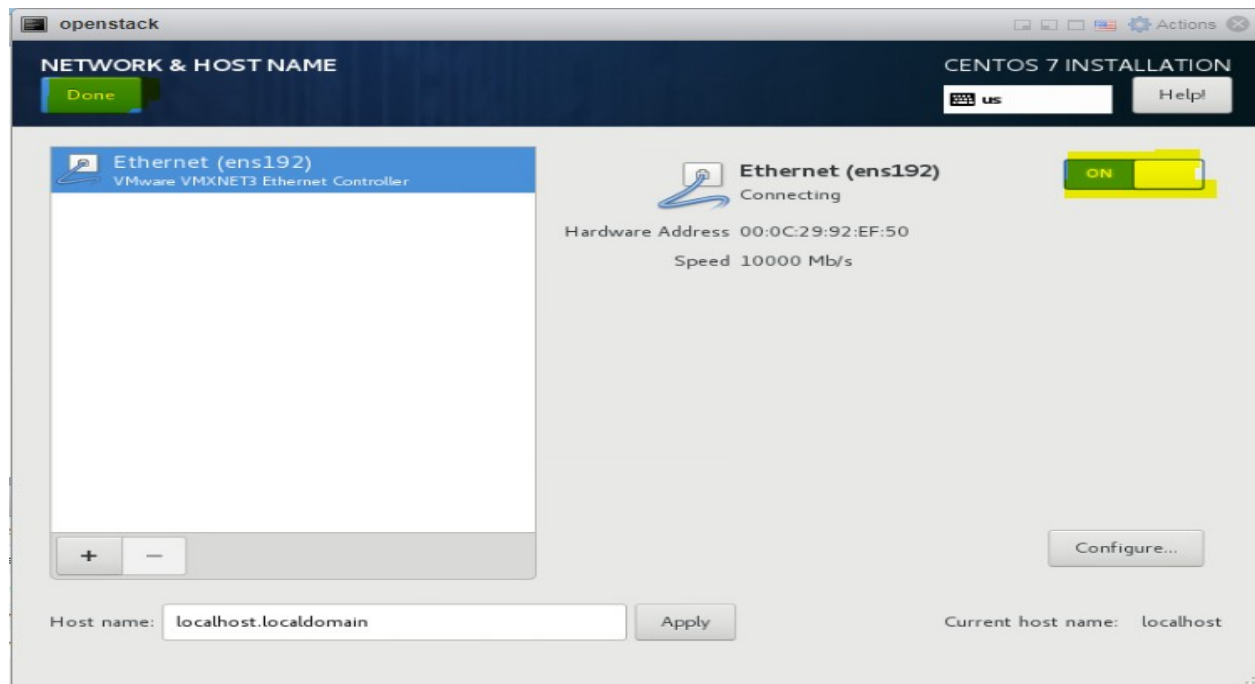 openstack
Actions
NETWORK & HOST NAME
CENTOS 7 INSTALLATION
Done
us
Help!
Ethernet (ens192)
VMware VMXNET3 Ethernet Controller
Ethernet (ens192)
Connecting
ON
Hardware Address 00:0C:29:92:EF:50
Speed 10000 Mb/s
+ −
Configure...
Host name: localhost.localdomain Apply
Current host name: localhost